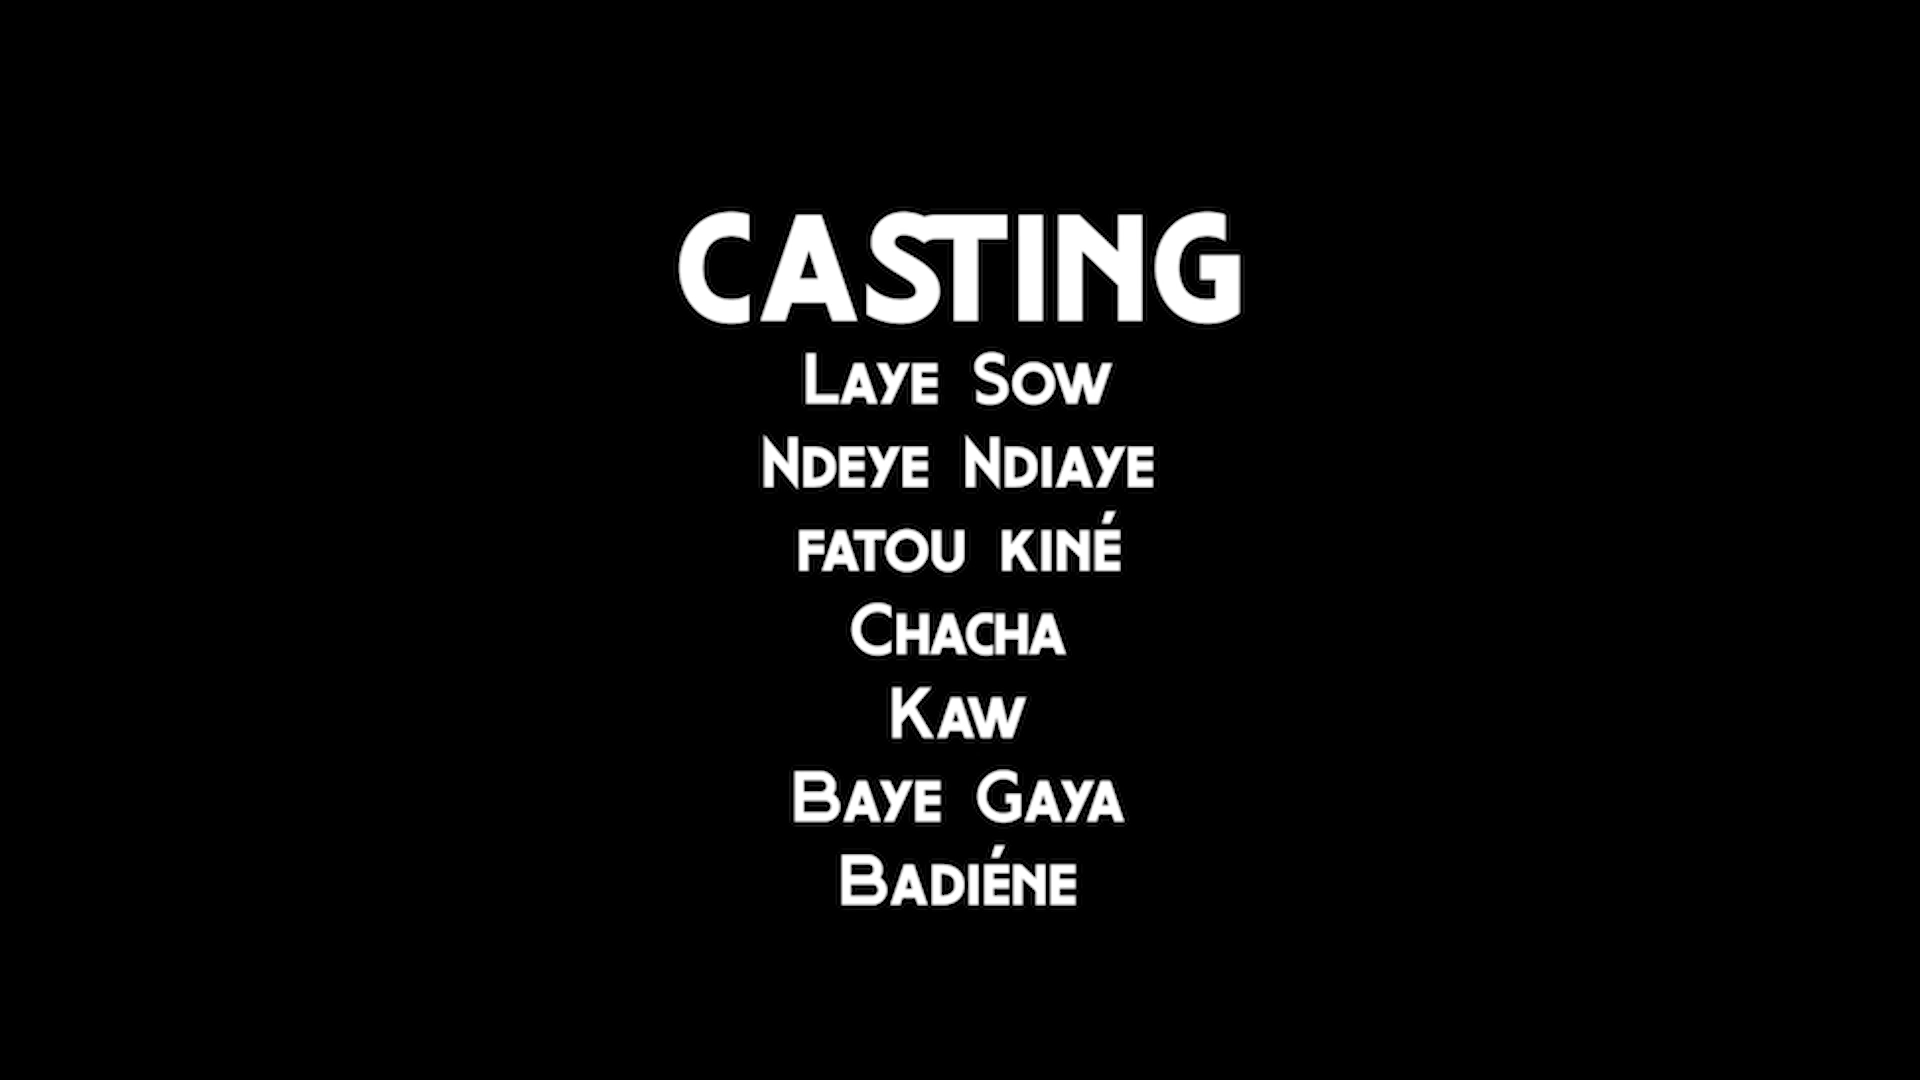 CASTING
Laye Sow
Ndeye Ndiaye
fatou kiné
Chacha
Kaw
Baye Gaya
Badiéne